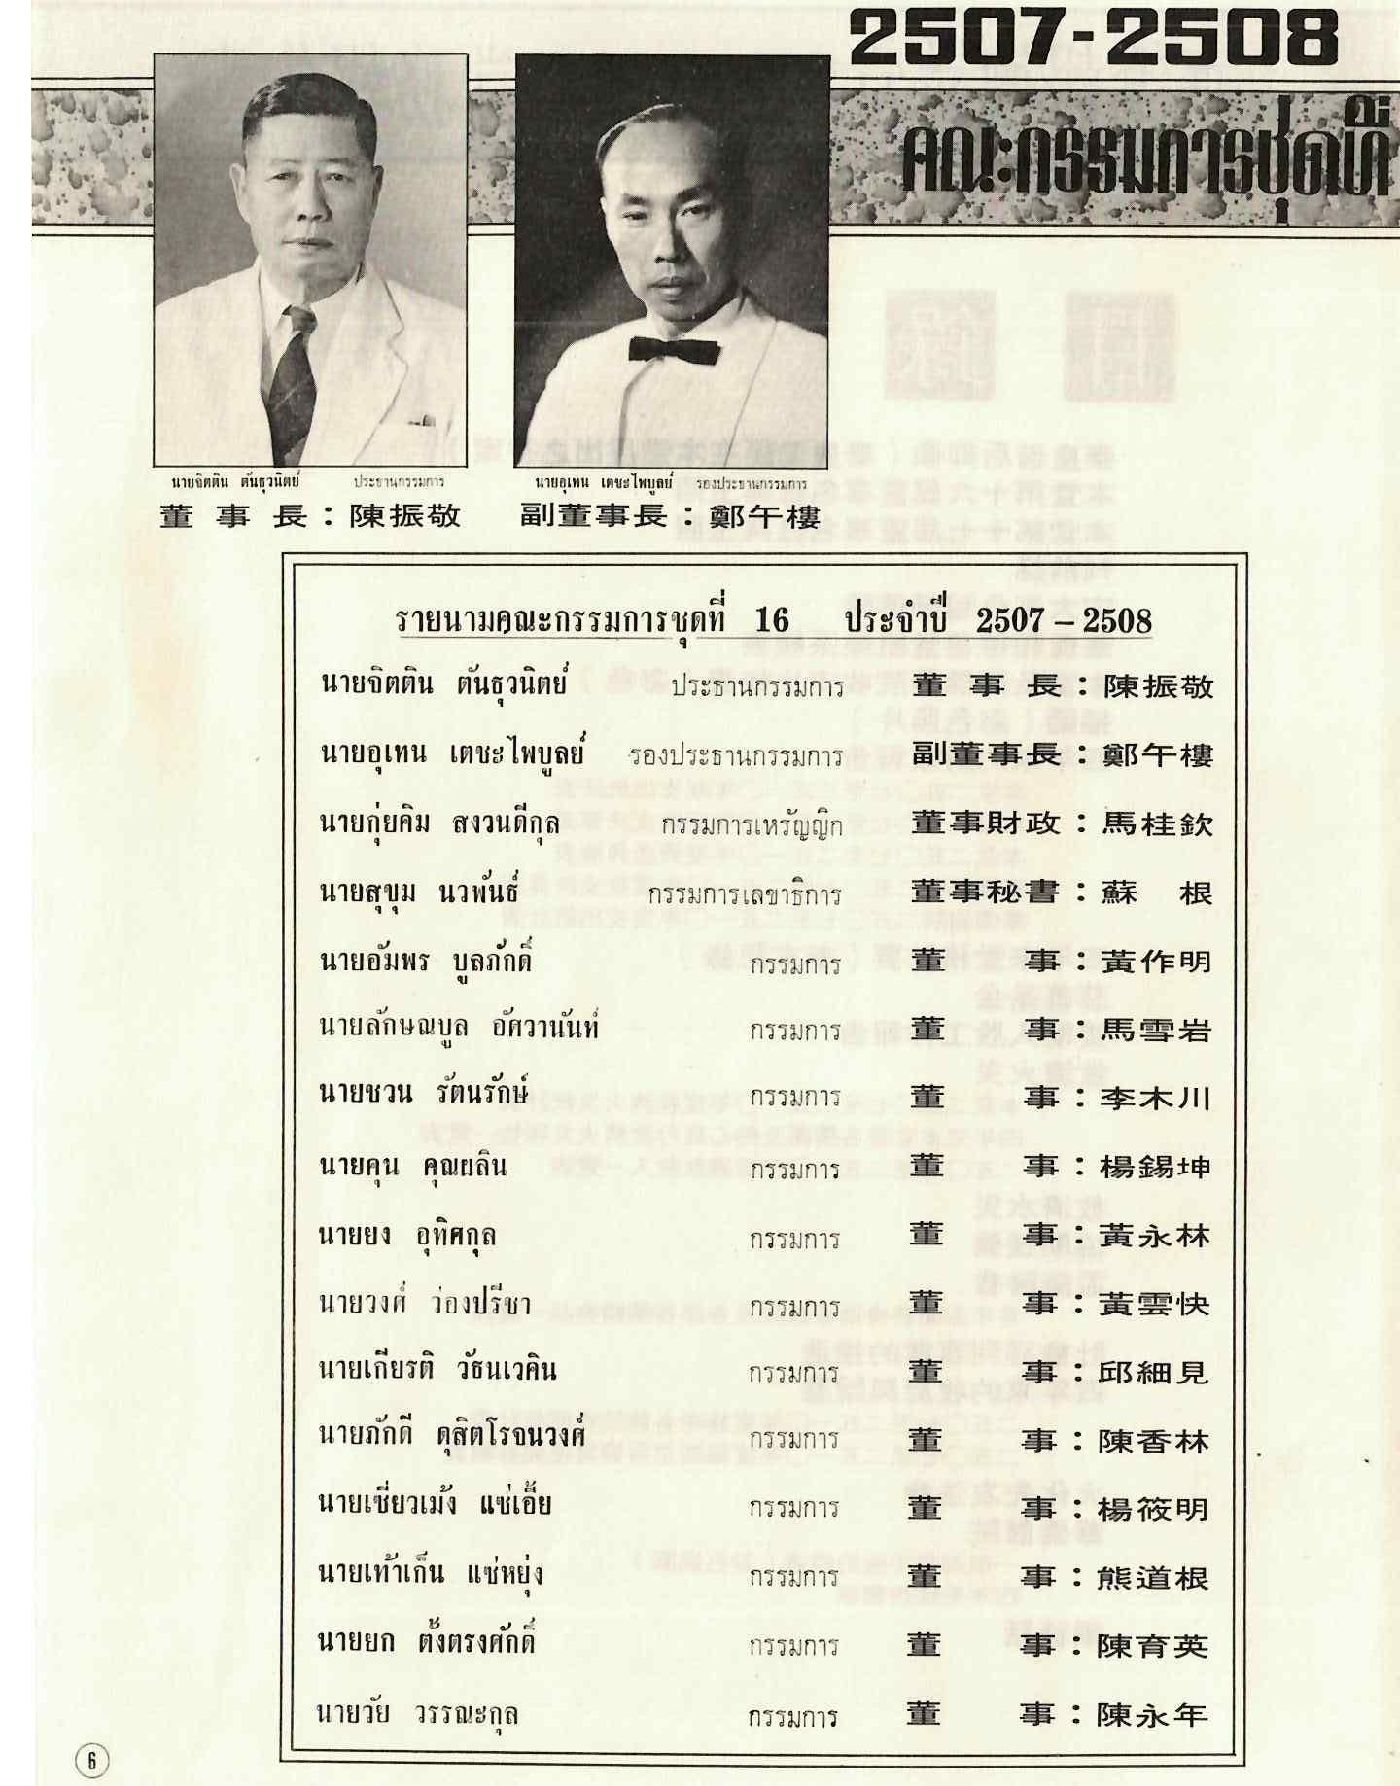 2507-2508
คณะกรรมการชุดที่
นายจิตติน ตันธุวนิตย์ ประธานกรรมการ
董事長：陳振敬
นายอุเทน เตชะไพบูลย์ รองประธานกรรมการ
副董事長：鄭午樓
รายนามคณะกรรมการชุดที่ 16 ประจำปี 2507 – 2508
นายจิตติน ตันธุวนิตย์ ประธานกรรมการ 董事長：陳振敬
นายอุเทน เตชะไพบูลย์ รองประธานกรรมการ 副董事長：鄭午樓
นายกุ่ยคิม สงวนดีกุล กรรมการเหรัญญิก 董事財政：馬桂欽
นายสุขุม นวพันธ์ กรรมการเลขาธิการ 董事秘書：蘇 根
นายอัมพร บูลภักดิ์ กรรมการ 董事：黃作明
นายลักษณบูล อัศวานันท์ กรรมการ 董事：馬雪岩
นายชวน รัตนรักษ์ กรรมการ 董事：李木川
นายคุน คุณผลิน กรรมการ 董事：楊錫坤
นายยง อุทิศกุล กรรมการ 董事：黃永林
นายวงศ์ ว่องปรีชา กรรมการ 董事：黃雲快
นายเกียรติ วัธนเวคิน กรรมการ 董事：邱細見
นายภักดี ดุสิตโรจนวงศ์ กรรมการ 董事：陳香林
นายเซี่ยวเม้ง แซ่เอี้ย กรรมการ 董事：楊筱明
นายเท้าเก็น แซ่หยุ่ง กรรมการ 董事：熊道根
นายยก ตั้งตรงศักดิ์ กรรมการ 董事：陳育英
นายวัย วรรณะกุล กรรมการ 董事：陳永年
6